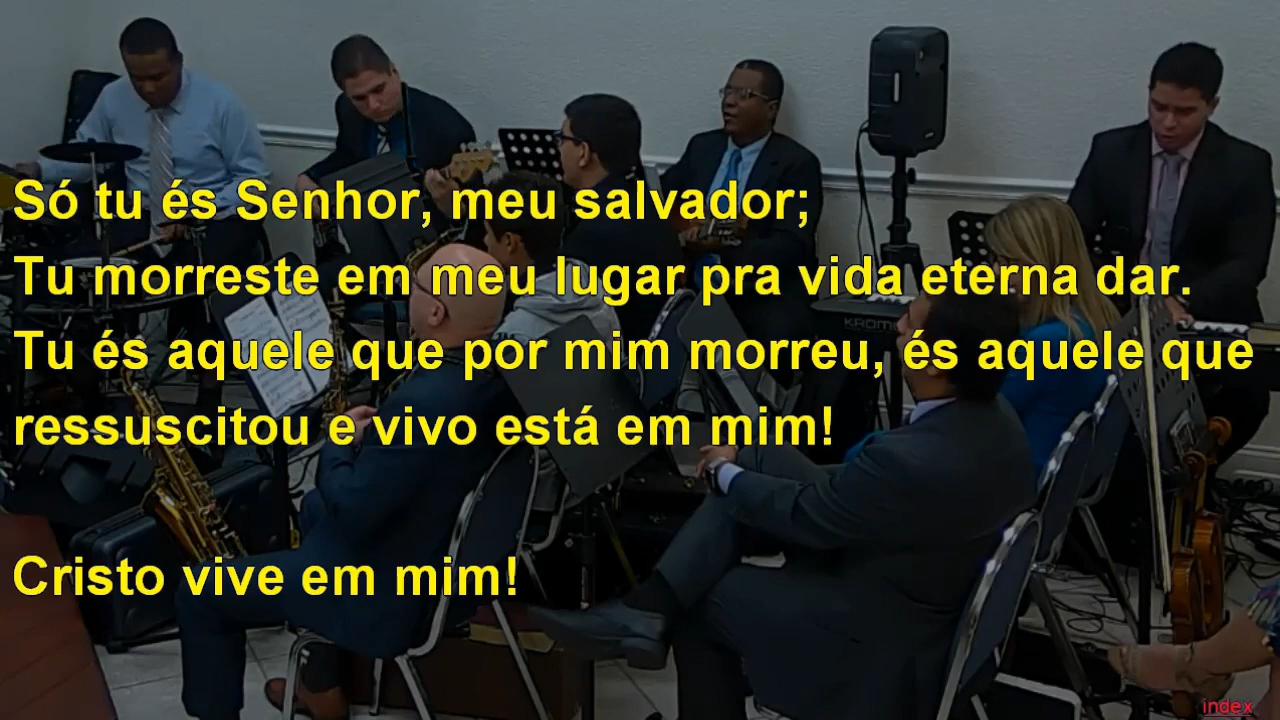 Só tu és Senhor, meu salvador;
Tu morreste em meu lugar pra vida eterna dar.
KROME
Tu és aquele que por mim morreu, és aquele que
ressuscitou e vivo está em mim!
Cristo vive em mim!
index